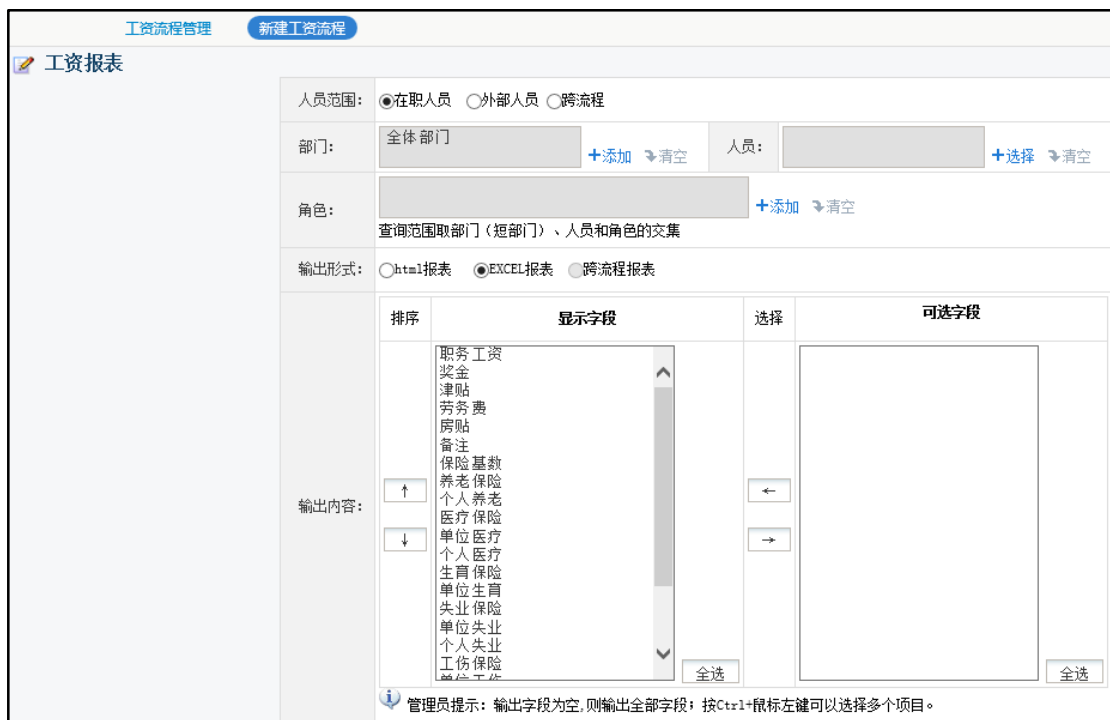 工资流程管理 新建工资流程
工资报表
人员范围： 在职人员 外部人员 跨流程
部门： 全体部门 +添加 清空 人员： +选择 清空
角色： +添加 清空
查询范围取部门（短部门）、人员和角色的交集
输出形式： html报表 EXCEL报表 跨流程报表
排序 显示字段 选择 可选字段
职务工资
奖金
津贴
劳务费
房贴
备注
保险基数
养老保险
↑ 个人养老 ←
输出内容： 医疗保险
↓ 单位医疗 →
个人医疗
生育保险
单位生育
失业保险
单位失业
个人失业
工伤保险 全选 全选
单位工伤
管理员提示：输出字段为空,则输出全部字段；按Ctrl+鼠标左键可以选择多个项目。